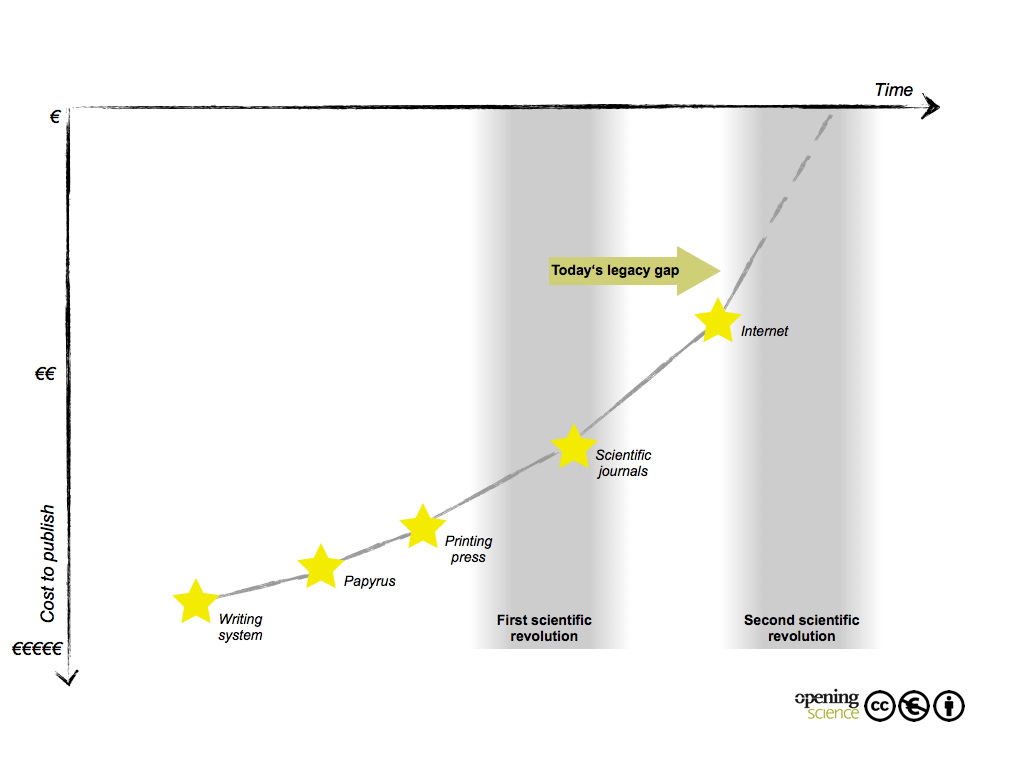 Time
€
Today‘s legacy gap
Internet
€€
Scientific
journals
Cost to publish
Printing
press
Papyrus
Writing
system
First scientific
revolution
Second scientific
revolution
€€€€€
opening
science
cc
€